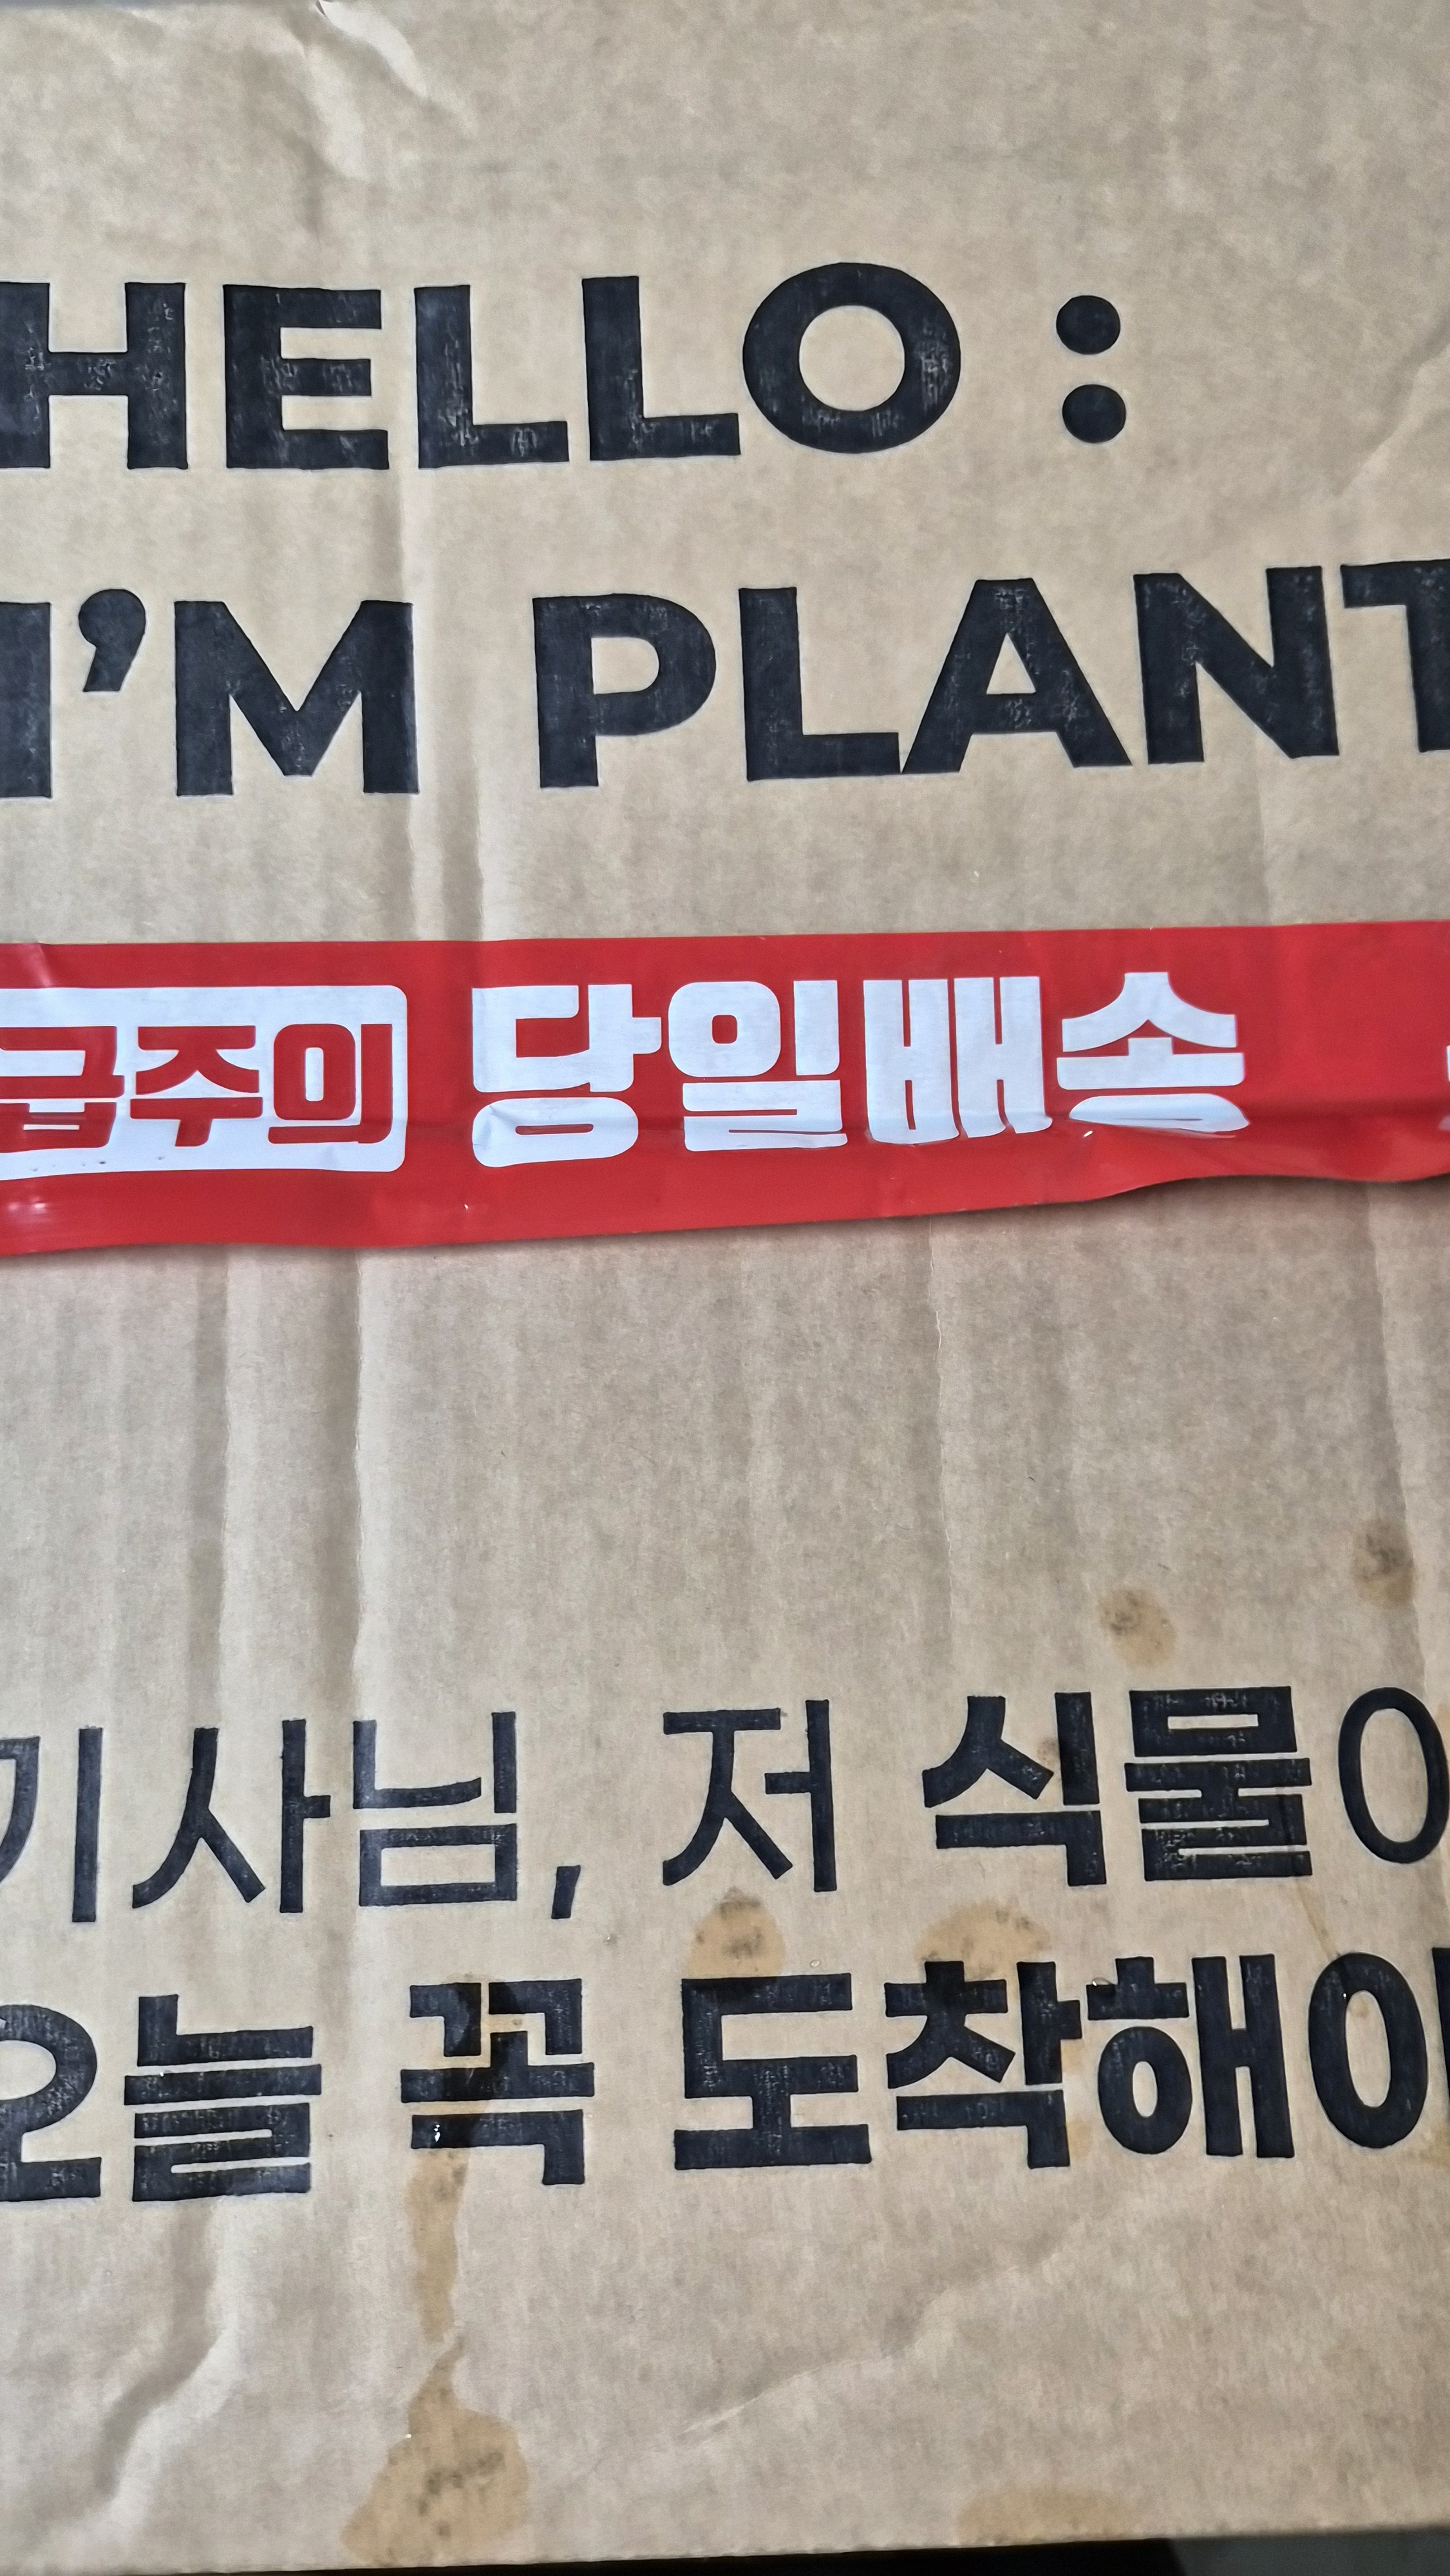 HELLO :
I'M PLANT
급주의 당일배송
기사님, 저 식물이
오늘 꼭 도착해야